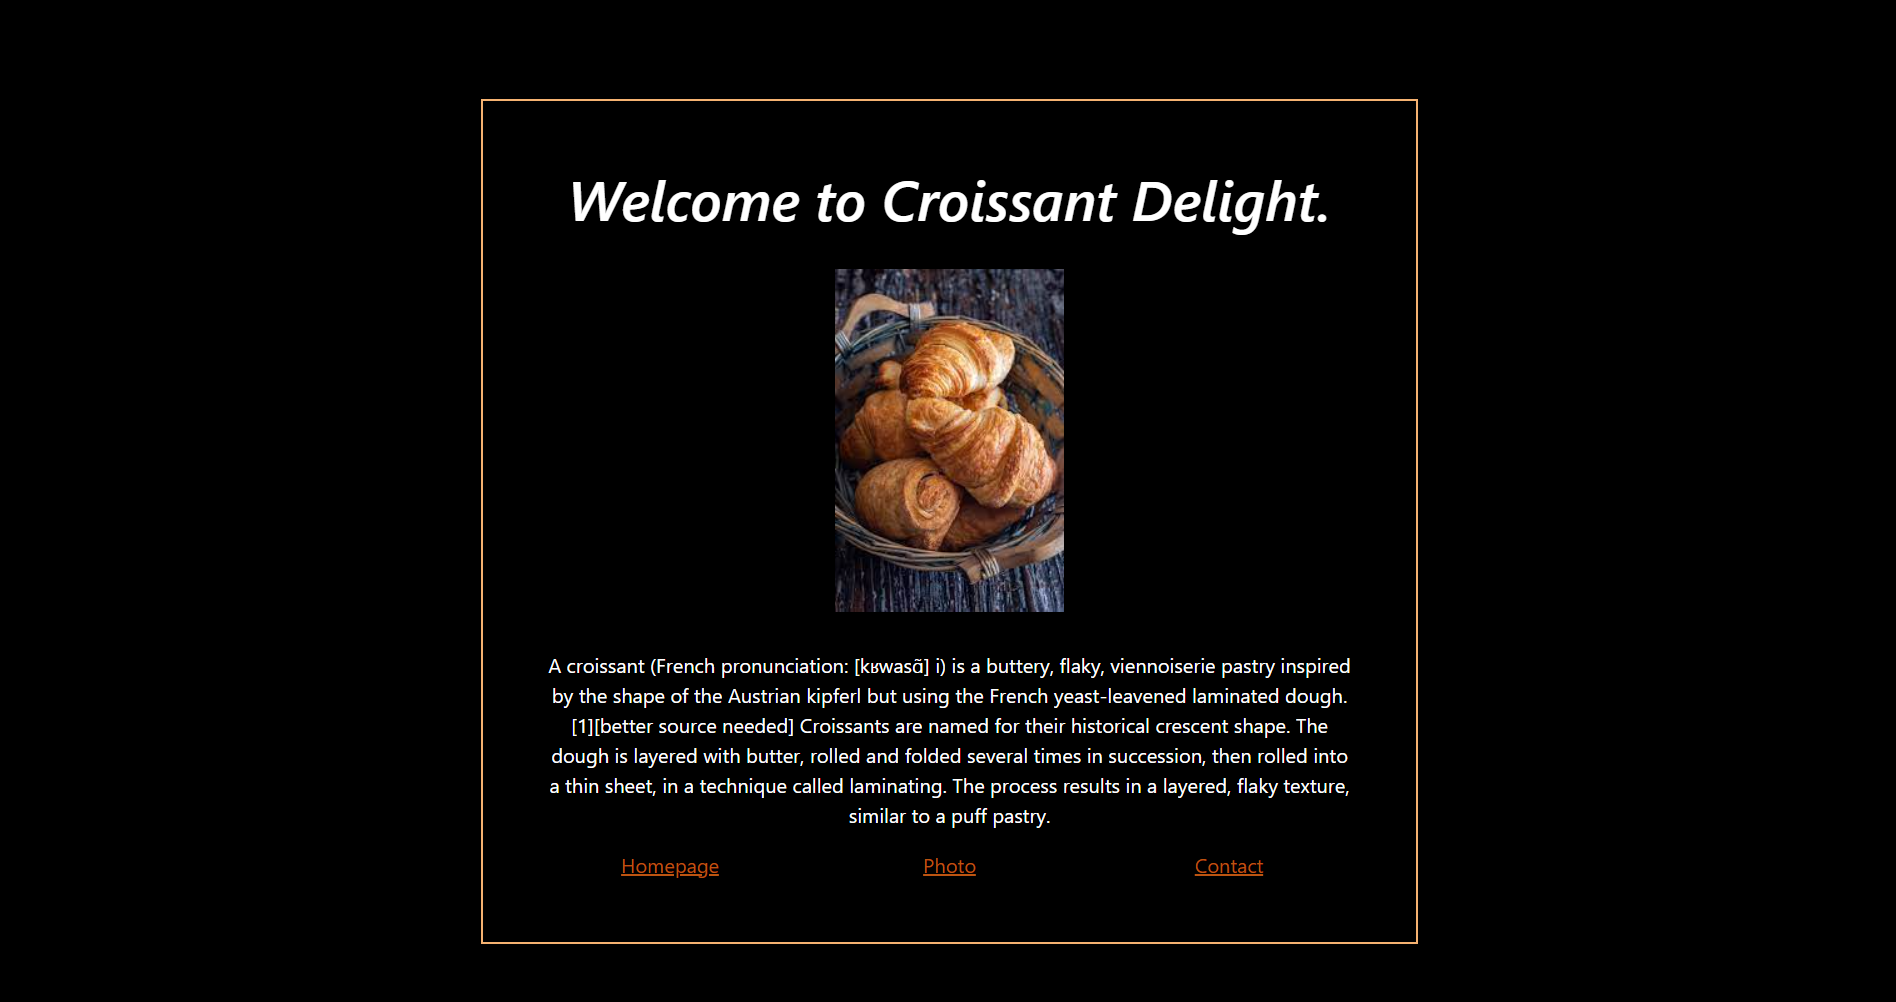 Welcome to Croissant Delight.
A croissant (French pronunciation: [kʁwasɑ̃] i) is a buttery, flaky, viennoiserie pastry inspired
by the shape of the Austrian kipferl but using the French yeast-leavened laminated dough.
[1][better source needed] Croissants are named for their historical crescent shape. The
dough is layered with butter, rolled and folded several times in succession, then rolled into
a thin sheet, in a technique called laminating. The process results in a layered, flaky texture,
similar to a puff pastry.
Homepage Photo Contact